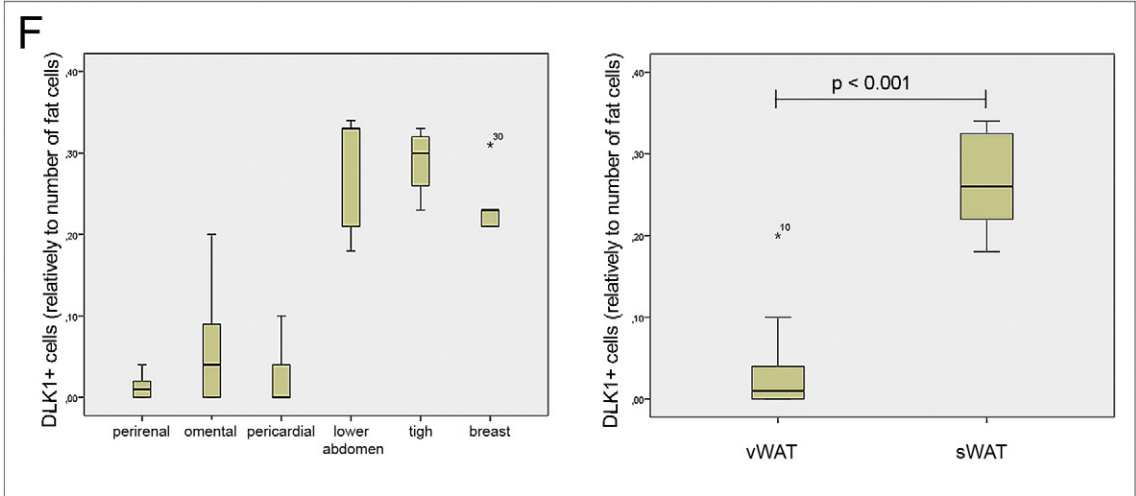 F
DLK1+ cells (relatively to number of fat cells)
,40
,30
,20
,10
,00
*30
perirenal omental pericardial lower abdomen tigh breast
DLK1+ cells (relatively to number of fat cells)
,40
,30
,20
,10
,00
p < 0.001
*10
vWAT sWAT